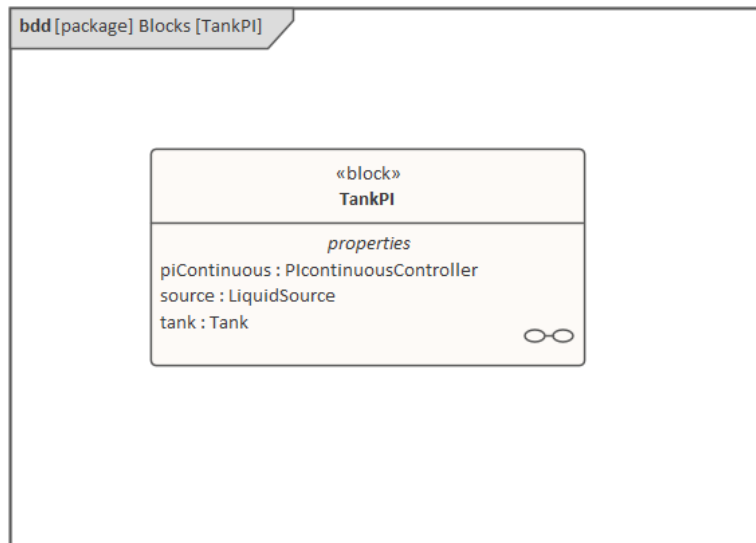 bdd [package] Blocks [TankPI]
«block»
TankPI
properties
piContinuous : PIcontinuousController
source : LiquidSource
tank : Tank